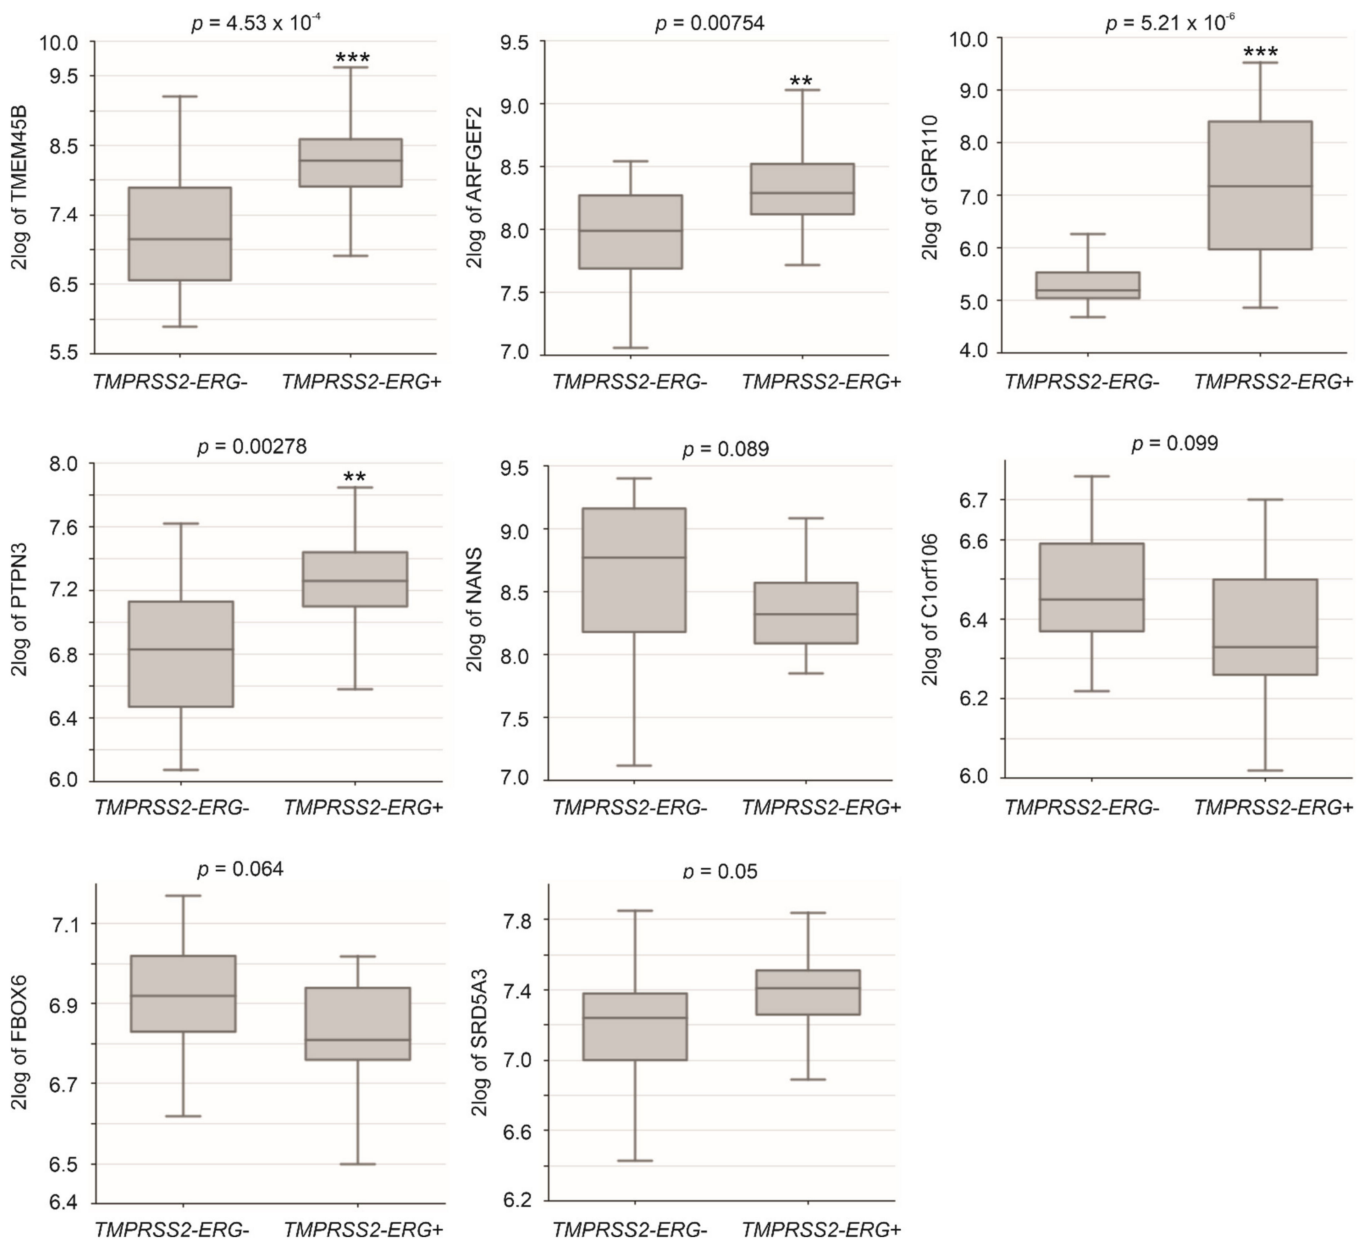 p = 4.53 x 10-4
***
2log of TMEM45B
10.0
9.5
8.5
7.4
6.5
5.5
TMPRSS2-ERG- TMPRSS2-ERG+
p = 0.00754
**
2log of ARFGEF2
9.5
9.0
8.5
8.0
7.5
7.0
TMPRSS2-ERG- TMPRSS2-ERG+
p = 5.21 x 10-6
***
2log of GPR110
10.0
9.0
8.0
7.0
6.0
5.0
4.0
TMPRSS2-ERG- TMPRSS2-ERG+
p = 0.00278
**
2log of PTPN3
8.0
7.6
7.2
6.8
6.4
6.0
TMPRSS2-ERG- TMPRSS2-ERG+
p = 0.089
2log of NANS
9.5
9.0
8.5
8.0
7.5
7.0
TMPRSS2-ERG- TMPRSS2-ERG+
p = 0.099
2log of C1orf106
6.7
6.6
6.4
6.2
6.0
TMPRSS2-ERG- TMPRSS2-ERG+
p = 0.064
2log of FBOX6
7.1
6.9
6.7
6.5
6.4
TMPRSS2-ERG- TMPRSS2-ERG+
p = 0.05
2log of SRD5A3
7.8
7.4
7.0
6.6
6.2
TMPRSS2-ERG- TMPRSS2-ERG+